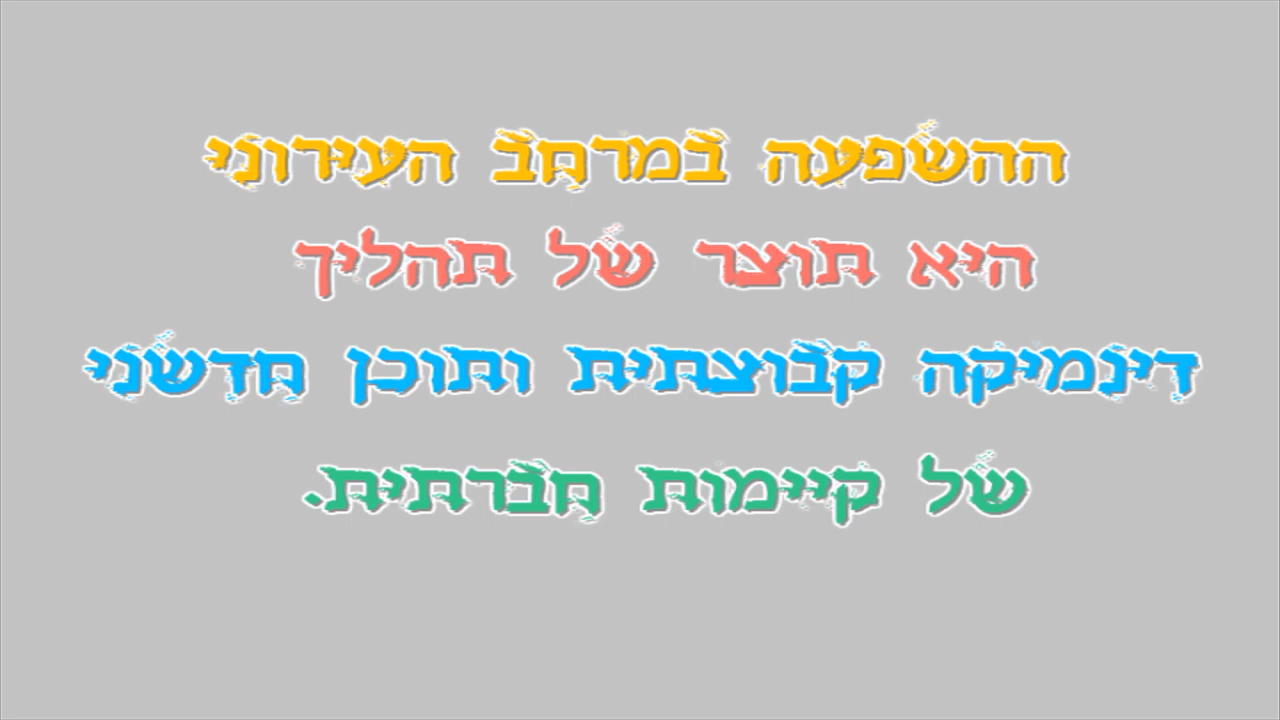 ההשפעה במרחב העירוני
היא תוצר של תהליך
דינמיקה קבוצתית ותוכן חדשני
של קיימות חברתית.